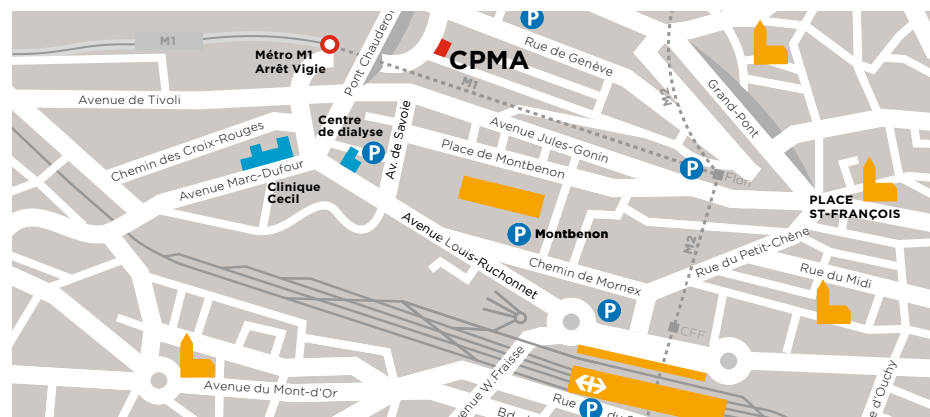 P
Rue de Genève
M1
Métro M1
Arrêt Vigie
Pont Chauderon
CPMA
M1
M2
Grand-Pont
Avenue de Tivoli
Centre
de dialyse
P
Av. de Savoie
Avenue Jules-Gonin
Place de Montbenon
Chemin des Croix-Rouges
Avenue Marc-Dufour
Clinique
Cecil
P
Flon
PLACE
ST-FRANÇOIS
Avenue Louis-Ruchonnet
P Montbenon
M2
Rue du Petit-Chêne
Chemin de Mornex
Rue du Midi
P
CFF
Avenue du Mont-d'Or
venue W. Fraisse
Rue
P
Bd.
d'Ouchy